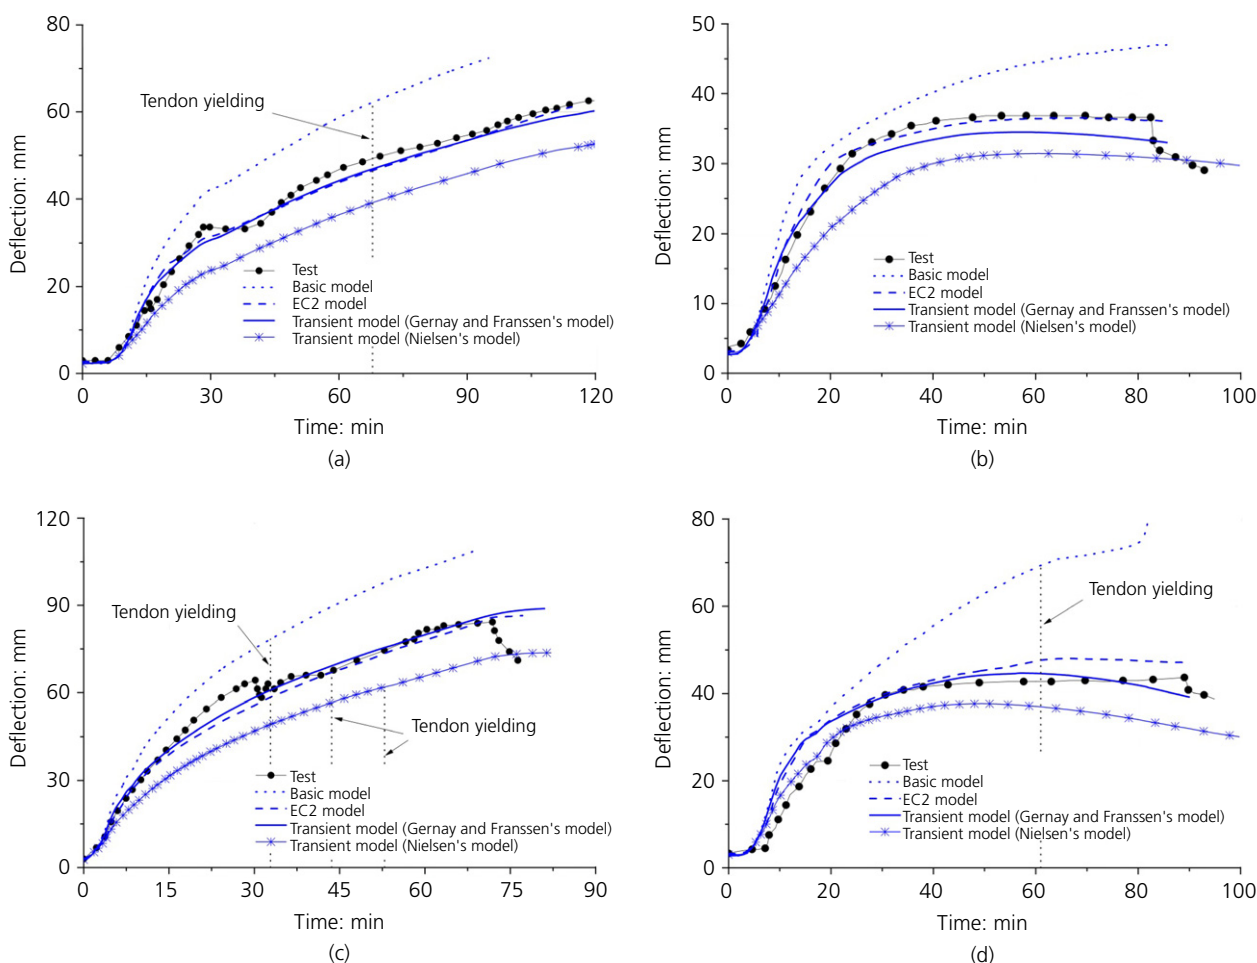 80
60
40
20
0
Deflection: mm
Tendon yielding
Test
Basic model
EC2 model
Transient model (Gernay and Franssen's model)
Transient model (Nielsen's model)
0 30 60 90 120
Time: min
(a)
50
40
30
20
10
0
Deflection: mm
Test
Basic model
EC2 model
Transient model (Gernay and Franssen's model)
Transient model (Nielsen's model)
0 20 40 60 80 100
Time: min
(b)
120
90
60
30
0
Deflection: mm
Tendon yielding
Tendon yielding
Test
Basic model
EC2 model
Transient model (Gernay and Franssen's model)
Transient model (Nielsen's model)
0 15 30 45 60 75 90
Time: min
(c)
80
60
40
20
0
Deflection: mm
Tendon yielding
Test
Basic model
EC2 model
Transient model (Gernay and Franssen's model)
Transient model (Nielsen's model)
0 20 40 60 80 100
Time: min
(d)